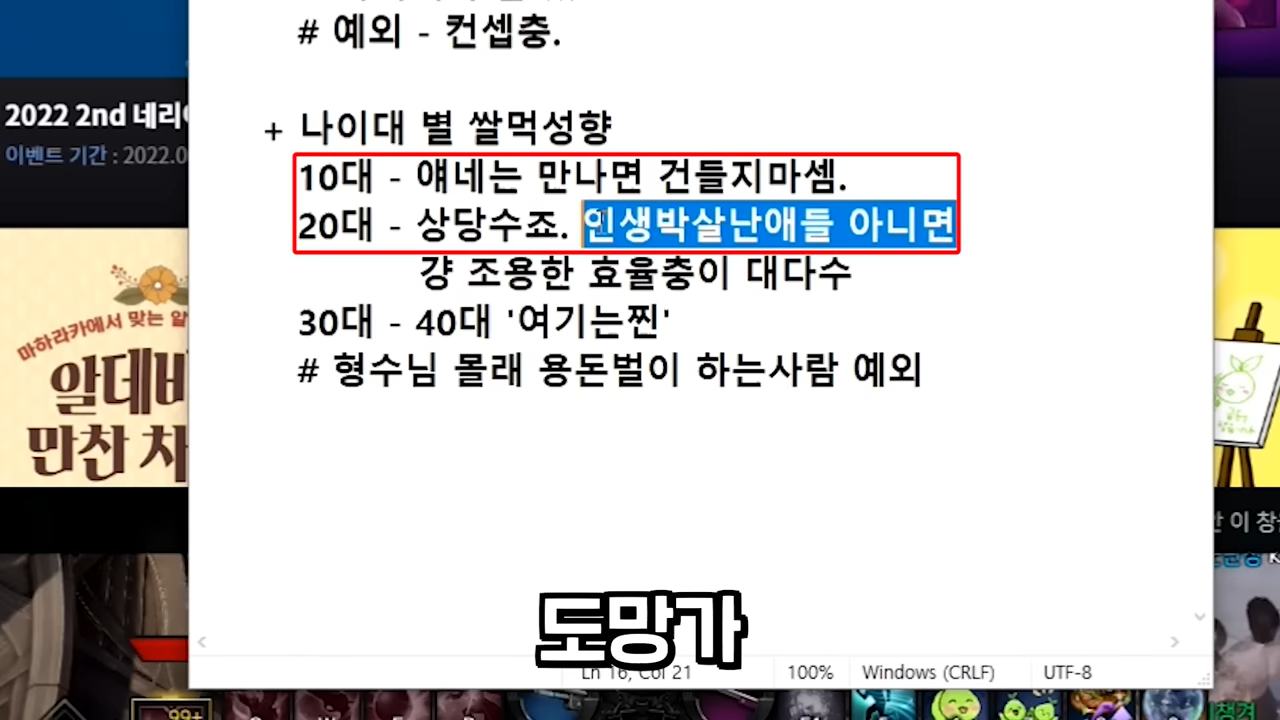 # 예외 - 컨셉충.
+ 나이대 별 쌀먹성향
10대 - 얘네는 만나면 건들지마셈.
20대 - 상당수죠. 인생박살난애들 아니면
걍 조용한 효율충이 대다수
30대 - 40대 '여기는찐'
# 형수님 몰래 용돈벌이 하는사람 예외
2022 2nd 네리
이벤트 기간 : 2022.0
마하라카에서 맞는 알
알데바
만찬 차
도망가
Ln 16, Col 21
100%
Windows (CRLF)
UTF-8
99+